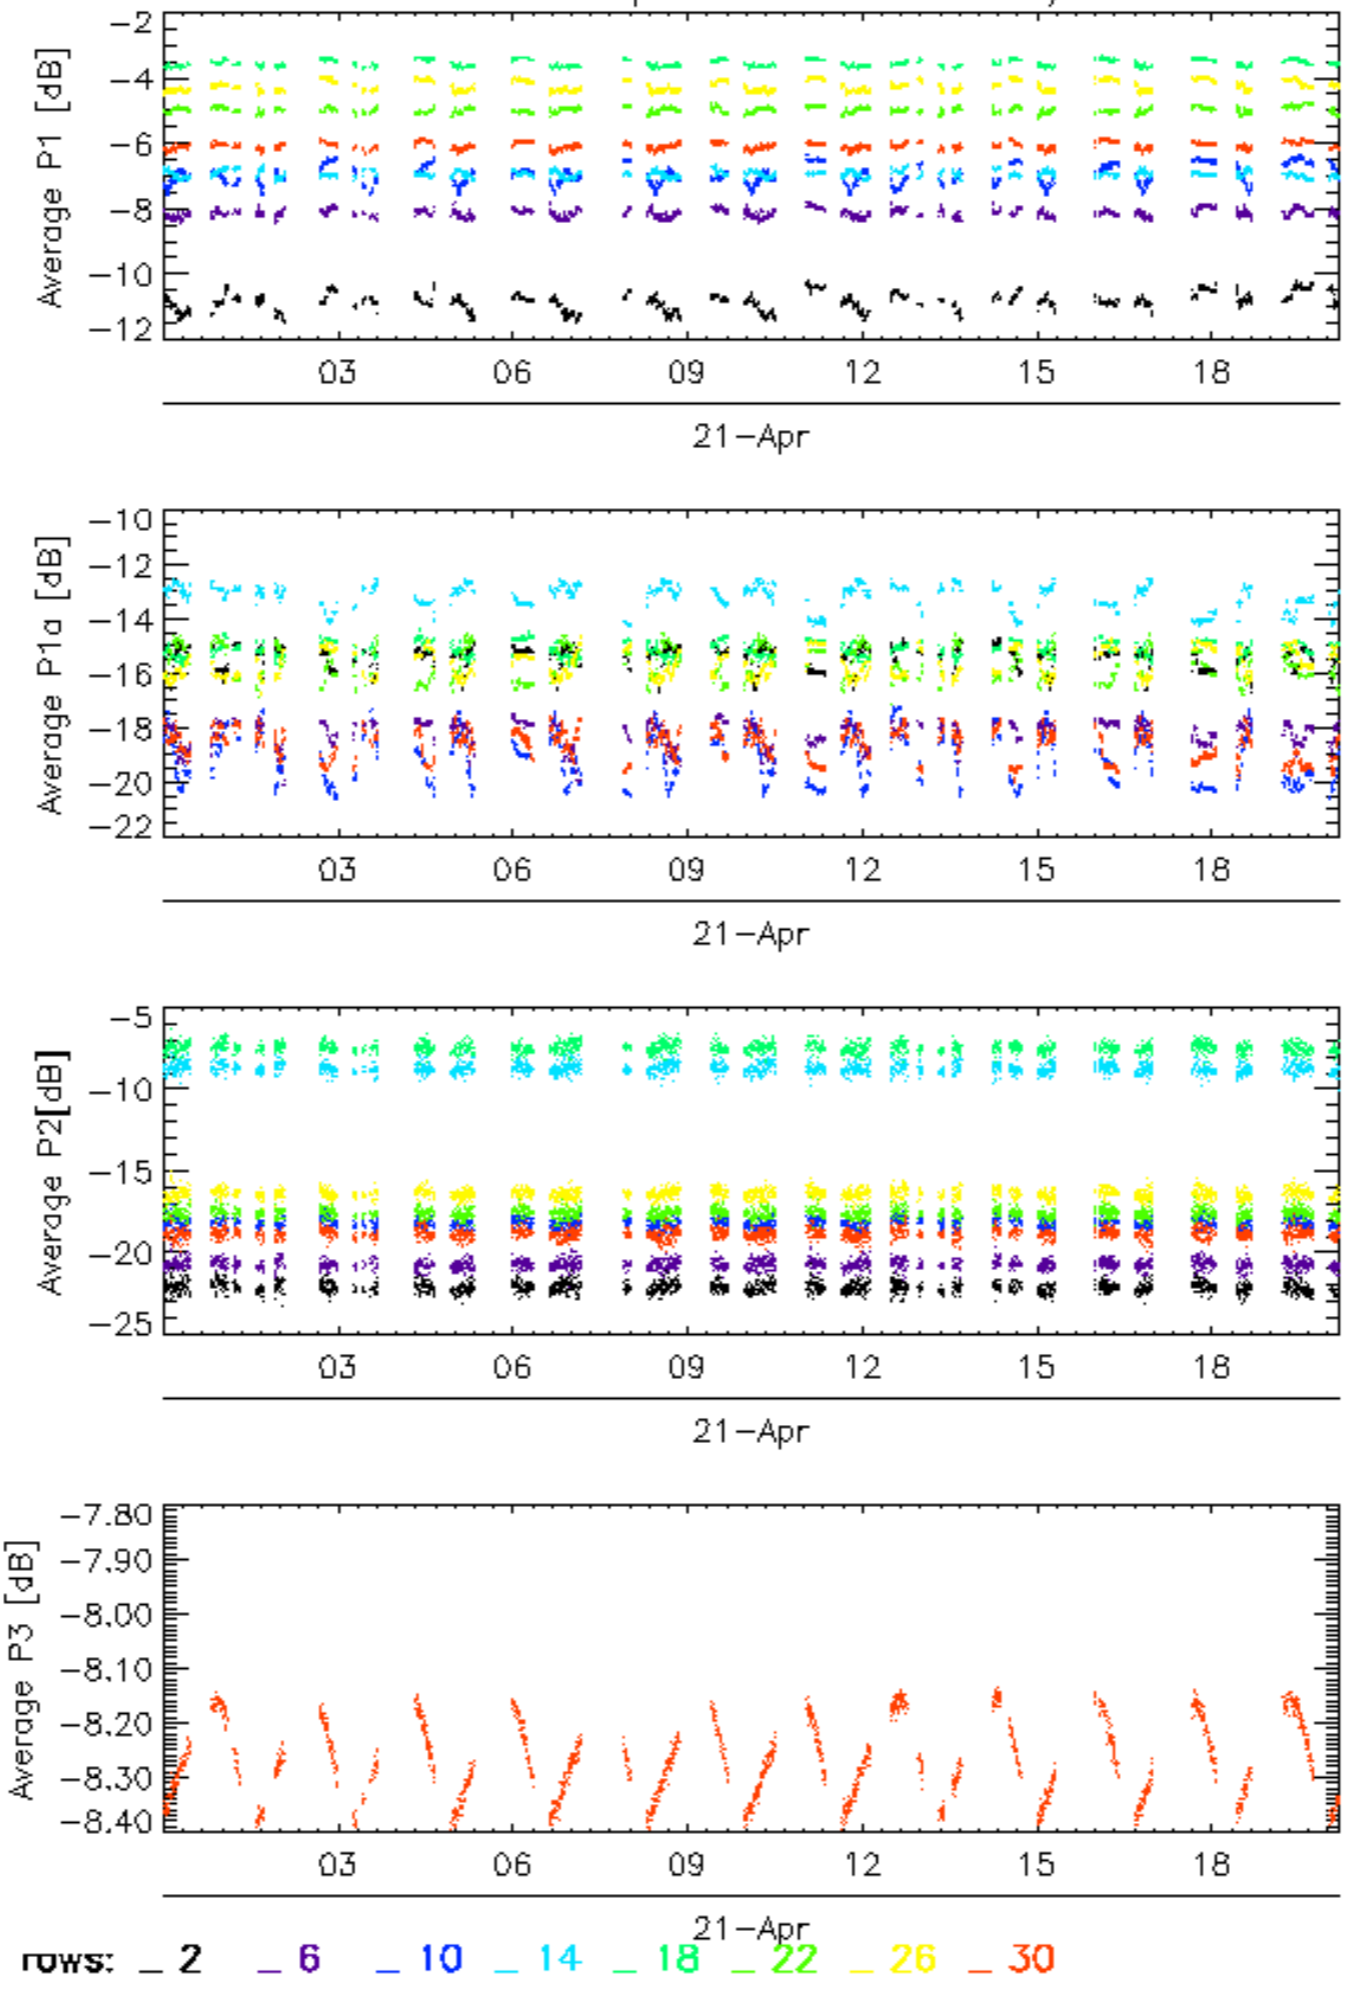 Average P1 [dB]
-2
-4
-6
-8
-10
-12
03 06 09 12 15 18
21-Apr
Average P1a [dB]
-10
-12
-14
-16
-18
-20
-22
03 06 09 12 15 18
21-Apr
Average P2[dB]
-5
-10
-15
-20
-25
03 06 09 12 15 18
21-Apr
Average P3 [dB]
-7.80
-7.90
-8.00
-8.10
-8.20
-8.30
-8.40
03 06 09 12 15 18
21-Apr
rows: _ 2 _ 6 _ 10 _ 14 _ 18 _ 22 _ 26 _ 30